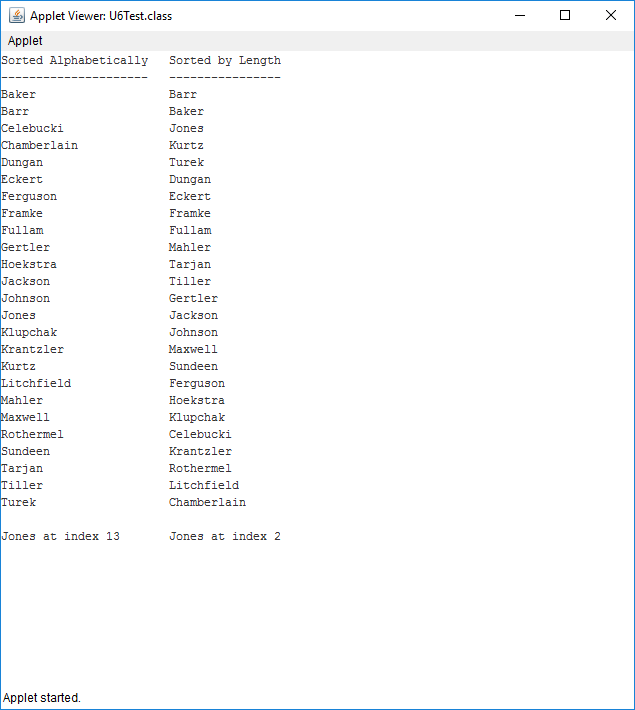 Applet Viewer: U6Test.class
Applet
Sorted Alphabetically   Sorted by Length
---------------------   ----------------
Baker                   Barr
Barr                    Baker
Celebucki               Jones
Chamberlain             Kurtz
Dungan                  Turek
Eckert                  Dungan
Ferguson                Eckert
Framke                  Framke
Fullam                  Fullam
Gertler                 Mahler
Hoekstra                Tarjan
Jackson                 Tiller
Johnson                 Gertler
Jones                   Jackson
Klupchak                Johnson
Krantzler               Maxwell
Kurtz                   Sundeen
Litchfield              Ferguson
Mahler                  Hoekstra
Maxwell                 Klupchak
Rothermel               Celebucki
Sundeen                 Krantzler
Tarjan                  Rothermel
Tiller                  Litchfield
Turek                   Chamberlain
Jones at index 13       Jones at index 2
Applet started.